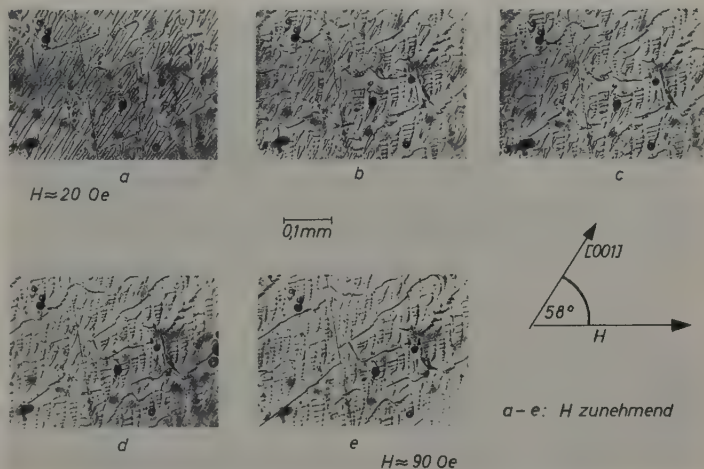 a
b
c
H≈20 Oe
0,1mm
[001]
58°
H
a-e: H zunehmend
d
e
H≈90 Oe